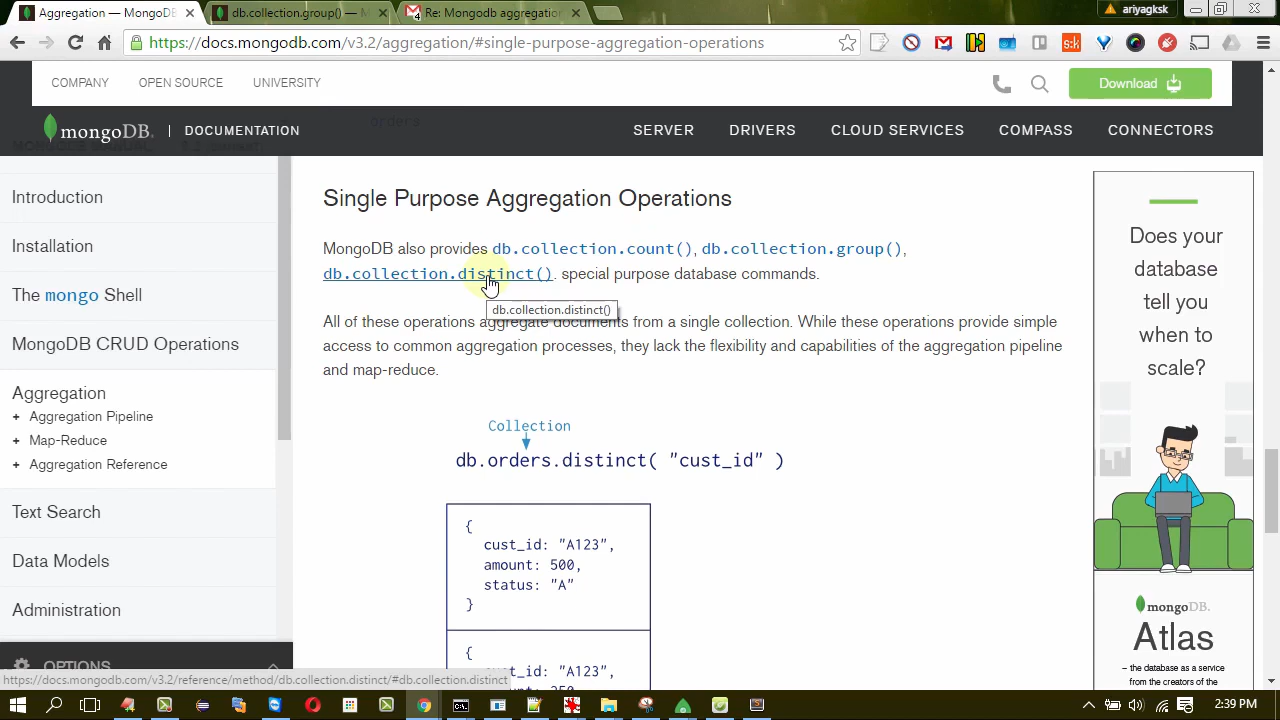 Aggregation — MongoDB
db.collection.group() — M
Re: Mongodb aggregation
ariyagksk
https://docs.mongodb.com/v3.2/aggregation/#single-purpose-aggregation-operations
COMPANY OPEN SOURCE UNIVERSITY
Download
orders
mongoDB. DOCUMENTATION
SERVER DRIVERS CLOUD SERVICES COMPASS CONNECTORS
Introduction
Installation
The mongo Shell
MongoDB CRUD Operations
Aggregation
+ Aggregation Pipeline
+ Map-Reduce
+ Aggregation Reference
Text Search
Data Models
Administration
OPTIONS
Single Purpose Aggregation Operations
MongoDB also provides db.collection.count(), db.collection.group(),
db.collection.distinct(). special purpose database commands.
db.collection.distinct()
All of these operations aggregate documents from a single collection. While these operations provide simple
access to common aggregation processes, they lack the flexibility and capabilities of the aggregation pipeline
and map-reduce.
Collection
db.orders.distinct( "cust_id" )
{
cust_id: "A123",
amount: 500,
status: "A"
}
{
cust_id: "A123",
amount: 250,
Does your
database
tell you
when to
scale?
mongoDB.
Atlas
– the database as a service
from the creators of the
https://docs.mongodb.com/v3.2/reference/method/db.collection.distinct/#db.collection.distinct
2:39 PM